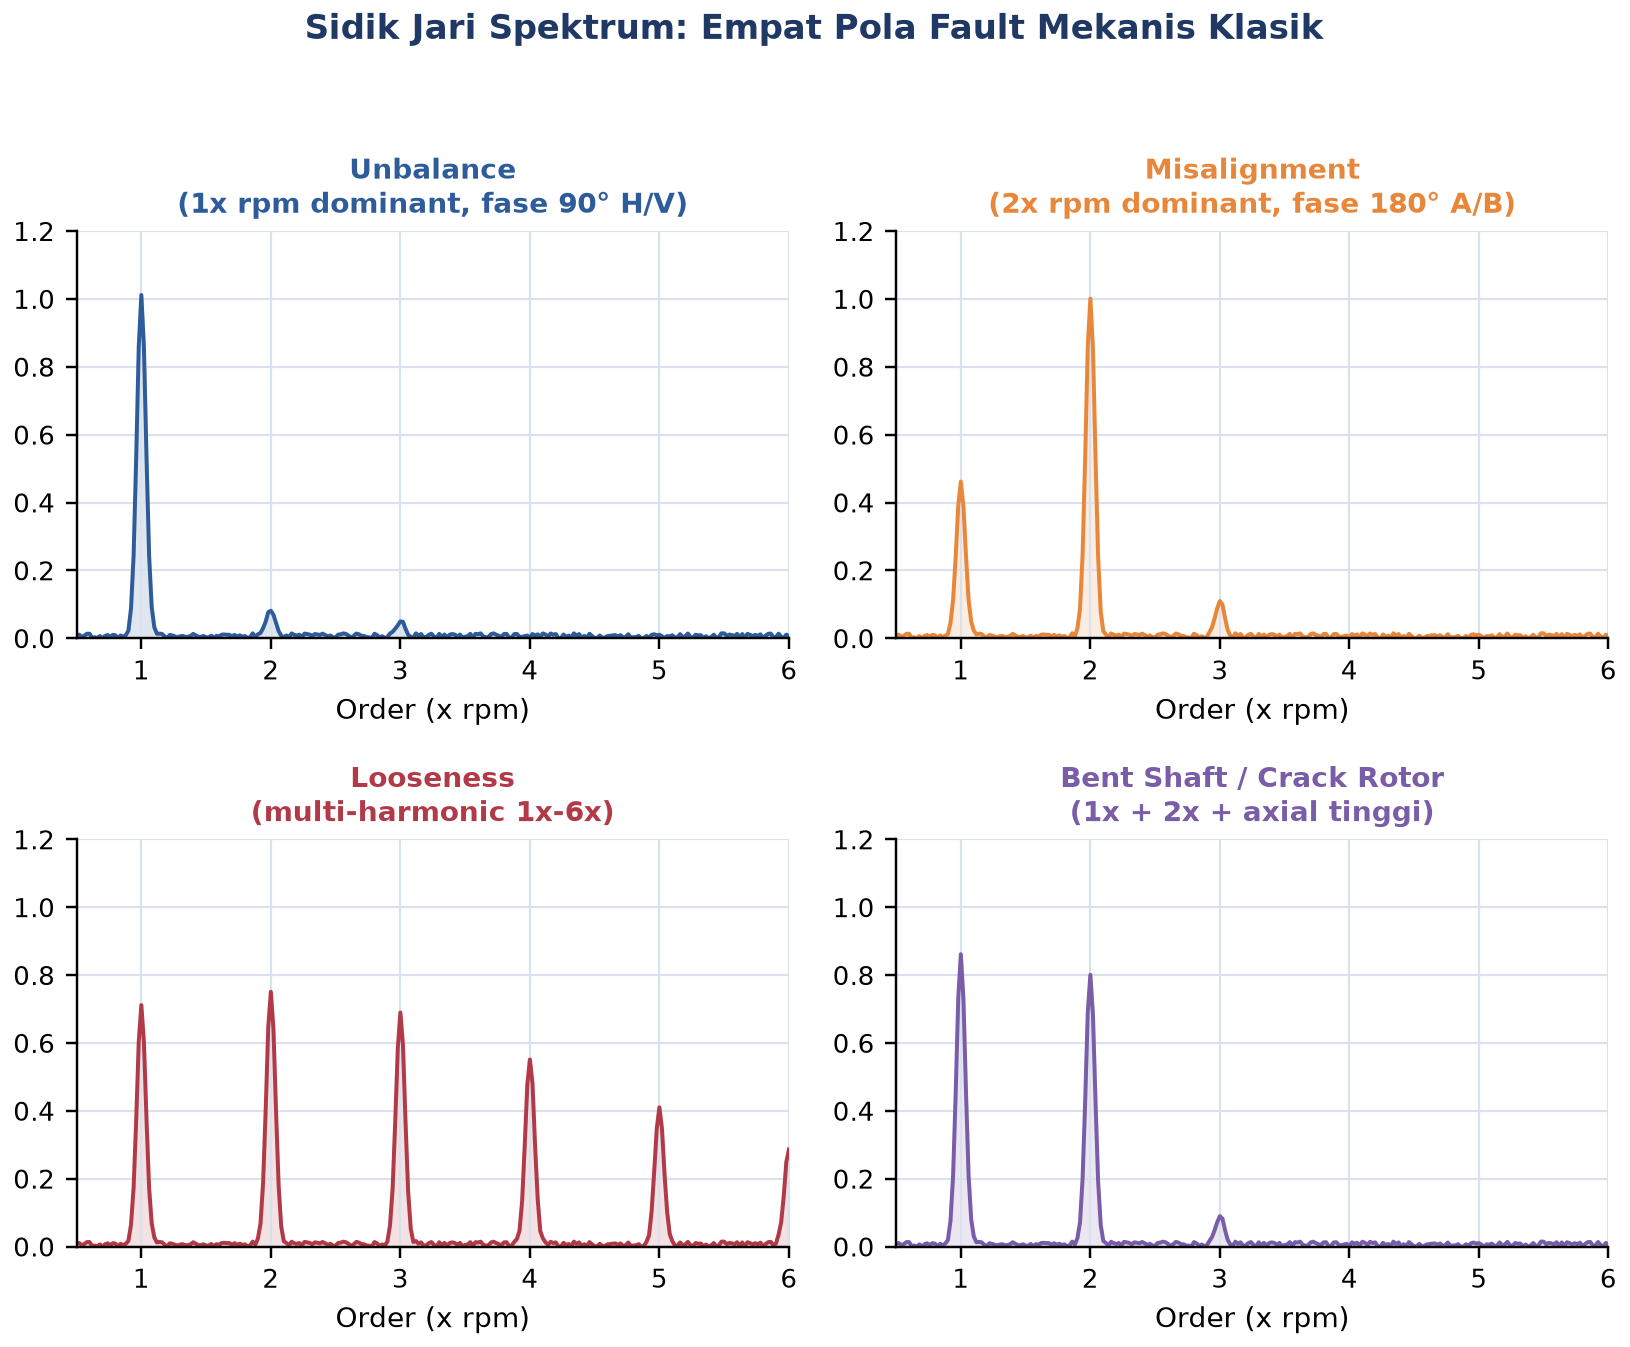 Sidik Jari Spektrum: Empat Pola Fault Mekanis Klasik
Unbalance
(1x rpm dominant, fase 90° H/V)
1.2
1.0
0.8
0.6
0.4
0.2
0.0
1 2 3 4 5 6
Order (x rpm)
Misalignment
(2x rpm dominant, fase 180° A/B)
1.2
1.0
0.8
0.6
0.4
0.2
0.0
1 2 3 4 5 6
Order (x rpm)
Looseness
(multi-harmonic 1x-6x)
1.2
1.0
0.8
0.6
0.4
0.2
0.0
1 2 3 4 5 6
Order (x rpm)
Bent Shaft / Crack Rotor
(1x + 2x + axial tinggi)
1.2
1.0
0.8
0.6
0.4
0.2
0.0
1 2 3 4 5 6
Order (x rpm)